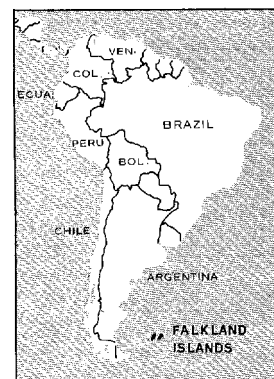 VEN.
COL.
ECUA.
BRAZIL
PERU
BOL.
CHILE
ARGENTINA
FALKLAND
ISLANDS